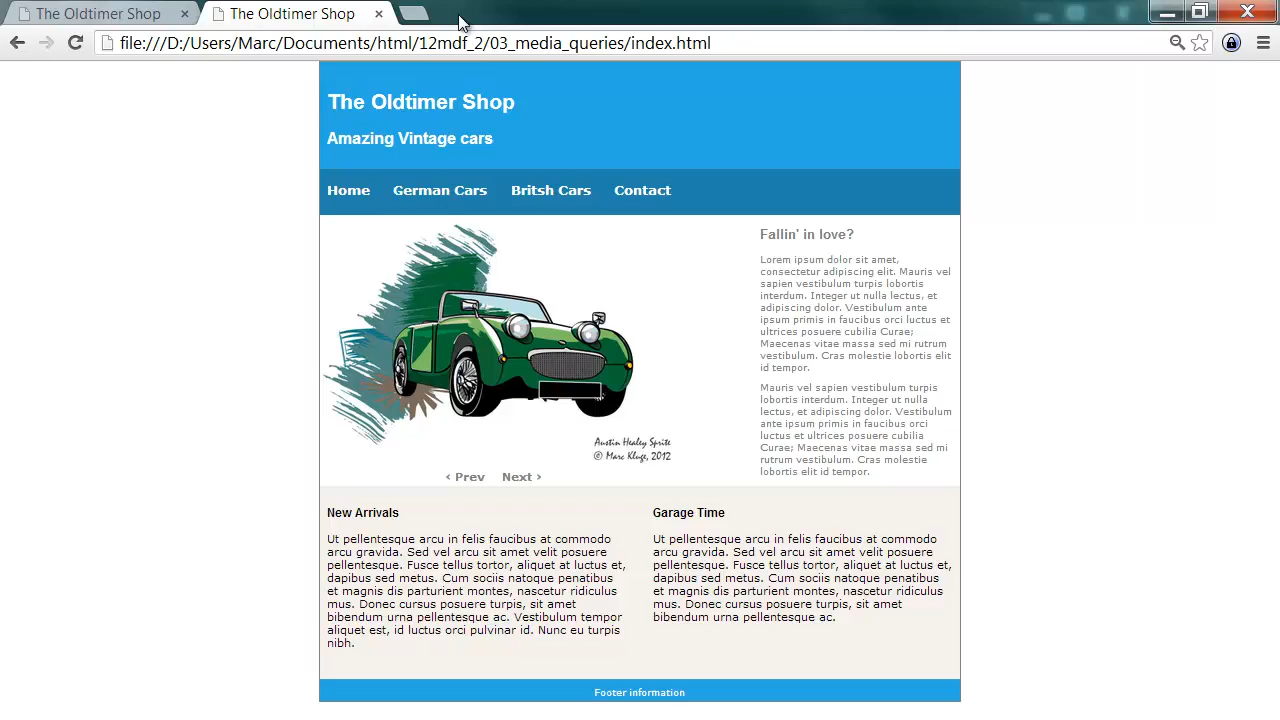 The Oldtimer Shop
The Oldtimer Shop
file:///D:/Users/Marc/Documents/html/12mdf_2/03_media_queries/index.html
The Oldtimer Shop
Amazing Vintage cars
Home German Cars Britsh Cars Contact
Austin Healey Sprite
© Marc Kluge, 2012
‹ Prev Next ›
Fallin' in love?
Lorem ipsum dolor sit amet,
consectetur adipiscing elit. Mauris vel
sapien vestibulum turpis lobortis
interdum. Integer ut nulla lectus, et
adipiscing dolor. Vestibulum ante
ipsum primis in faucibus orci luctus et
ultrices posuere cubilia Curae;
Maecenas vitae massa sed mi rutrum
vestibulum. Cras molestie lobortis elit
id tempor.
Mauris vel sapien vestibulum turpis
lobortis interdum. Integer ut nulla
lectus, et adipiscing dolor. Vestibulum
ante ipsum primis in faucibus orci
luctus et ultrices posuere cubilia
Curae; Maecenas vitae massa sed mi
rutrum vestibulum. Cras molestie
lobortis elit id tempor.
New Arrivals
Ut pellentesque arcu in felis faucibus at commodo
arcu gravida. Sed vel arcu sit amet velit posuere
pellentesque. Fusce tellus tortor, aliquet at luctus et,
dapibus sed metus. Cum sociis natoque penatibus
et magnis dis parturient montes, nascetur ridiculus
mus. Donec cursus posuere turpis, sit amet
bibendum urna pellentesque ac. Vestibulum tempor
aliquet est, id luctus orci pulvinar id. Nunc eu turpis
nibh.
Garage Time
Ut pellentesque arcu in felis faucibus at commodo
arcu gravida. Sed vel arcu sit amet velit posuere
pellentesque. Fusce tellus tortor, aliquet at luctus et,
dapibus sed metus. Cum sociis natoque penatibus
et magnis dis parturient montes, nascetur ridiculus
mus. Donec cursus posuere turpis, sit amet
bibendum urna pellentesque ac.
Footer information